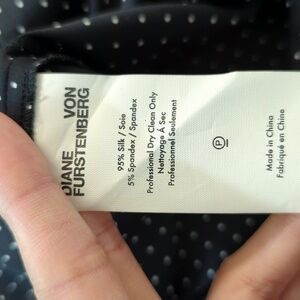 DIANE VON
FURSTENBERG
95% Silk / Soie
5% Spandex / Spandex
Professional Dry Clean Only
Nettoyage À Sec
Professionnel Seulement
P
Made in China
Fabriqué en China